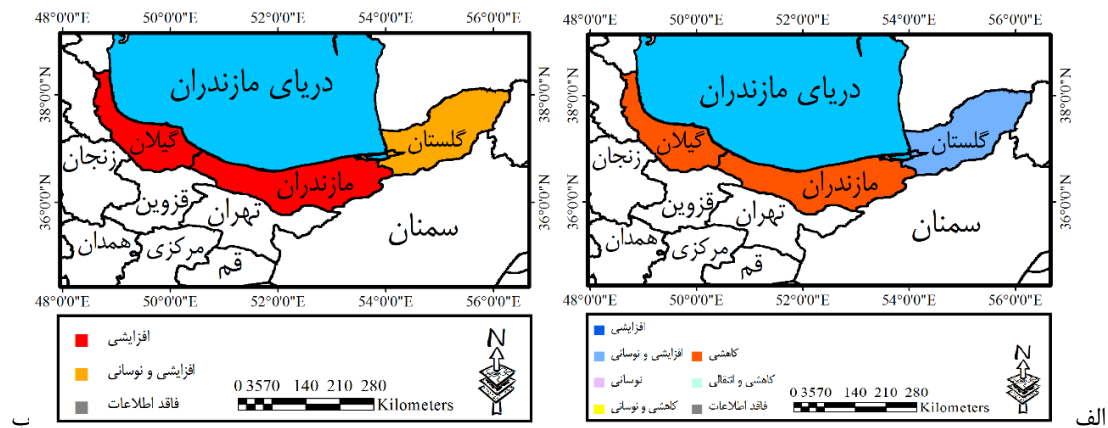 48°0'0"E 50°0'0"E 52°0'0"E 54°0'0"E 56°0'0"E
38°0'0"N
36°0'0"N
دریای مازندران
گیلان
گلستان
مازندران
زنجان
قزوین
تهران
سمنان
همدان
مرکزی
قم
48°0'0"E 50°0'0"E 52°0'0"E 54°0'0"E 56°0'0"E
افزایشی
افزایشی و نوسانی
نوسانی
کاهشی و نوسانی
کاهشی
کاهشی و انتقالی
فاقد اطلاعات
N
0 3570 140 210 280
Kilometers
الف
48°0'0"E 50°0'0"E 52°0'0"E 54°0'0"E 56°0'0"E
38°0'0"N
38°0'0"N
36°0'0"N
36°0'0"N
دریای مازندران
گیلان
گلستان
مازندران
زنجان
قزوین
تهران
سمنان
همدان
مرکزی
قم
48°0'0"E 50°0'0"E 52°0'0"E 54°0'0"E 56°0'0"E
افزایشی
افزایشی و نوسانی
فاقد اطلاعات
N
0 3570 140 210 280
Kilometers
ب